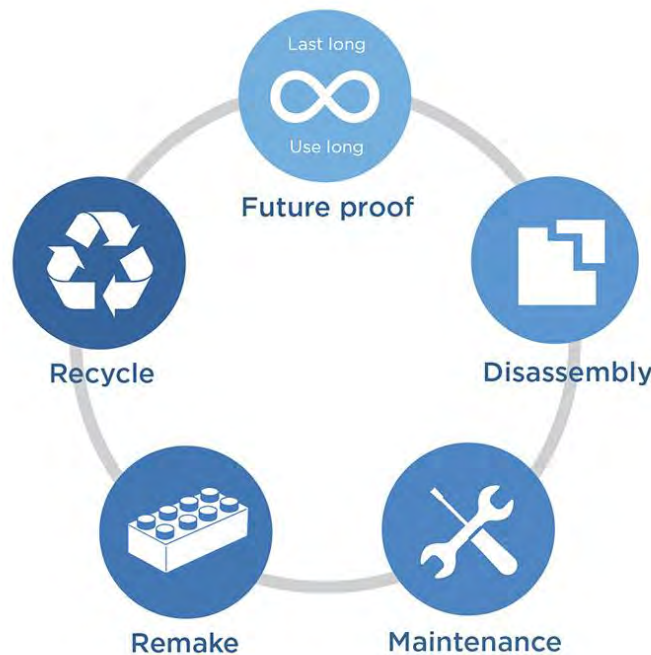 Last long
Use long
Future proof
Disassembly
Maintenance
Remake
Recycle